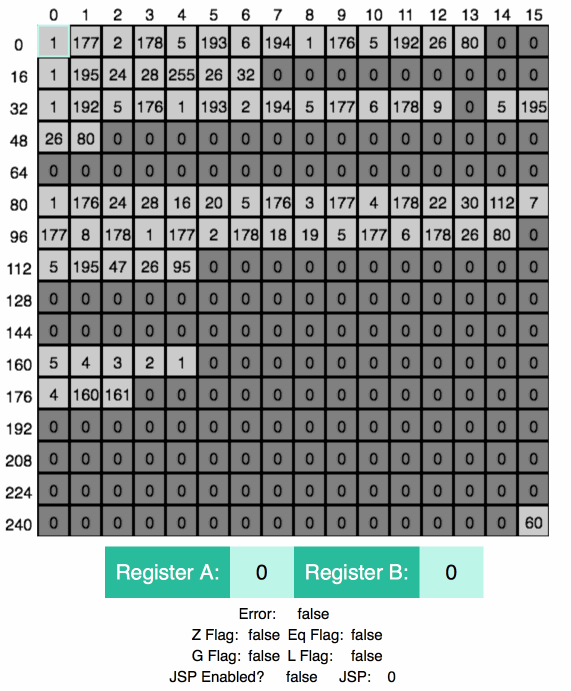 0 1 2 3 4 5 6 7 8 9 10 11 12 13 14 15
0 1 177 2 178 5 193 6 194 1 176 5 192 26 80 0 0
16 1 195 24 28 255 26 32 0 0 0 0 0 0 0 0 0
32 1 192 5 176 1 193 2 194 5 177 6 178 9 0 5 195
48 26 80 0 0 0 0 0 0 0 0 0 0 0 0 0 0
64 0 0 0 0 0 0 0 0 0 0 0 0 0 0 0 0
80 1 176 24 28 16 20 5 176 3 177 4 178 22 30 112 7
96 177 8 178 1 177 2 178 18 19 5 177 6 178 26 80 0
112 5 195 47 26 95 0 0 0 0 0 0 0 0 0 0 0
128 0 0 0 0 0 0 0 0 0 0 0 0 0 0 0 0
144 0 0 0 0 0 0 0 0 0 0 0 0 0 0 0 0
160 5 4 3 2 1 0 0 0 0 0 0 0 0 0 0 0
176 4 160 161 0 0 0 0 0 0 0 0 0 0 0 0 0
192 0 0 0 0 0 0 0 0 0 0 0 0 0 0 0 0
208 0 0 0 0 0 0 0 0 0 0 0 0 0 0 0 0
224 0 0 0 0 0 0 0 0 0 0 0 0 0 0 0 0
240 0 0 0 0 0 0 0 0 0 0 0 0 0 0 0 60
Register A: 0 Register B: 0
Error: false
Z Flag: false Eq Flag: false
G Flag: false L Flag: false
JSP Enabled? false JSP: 0